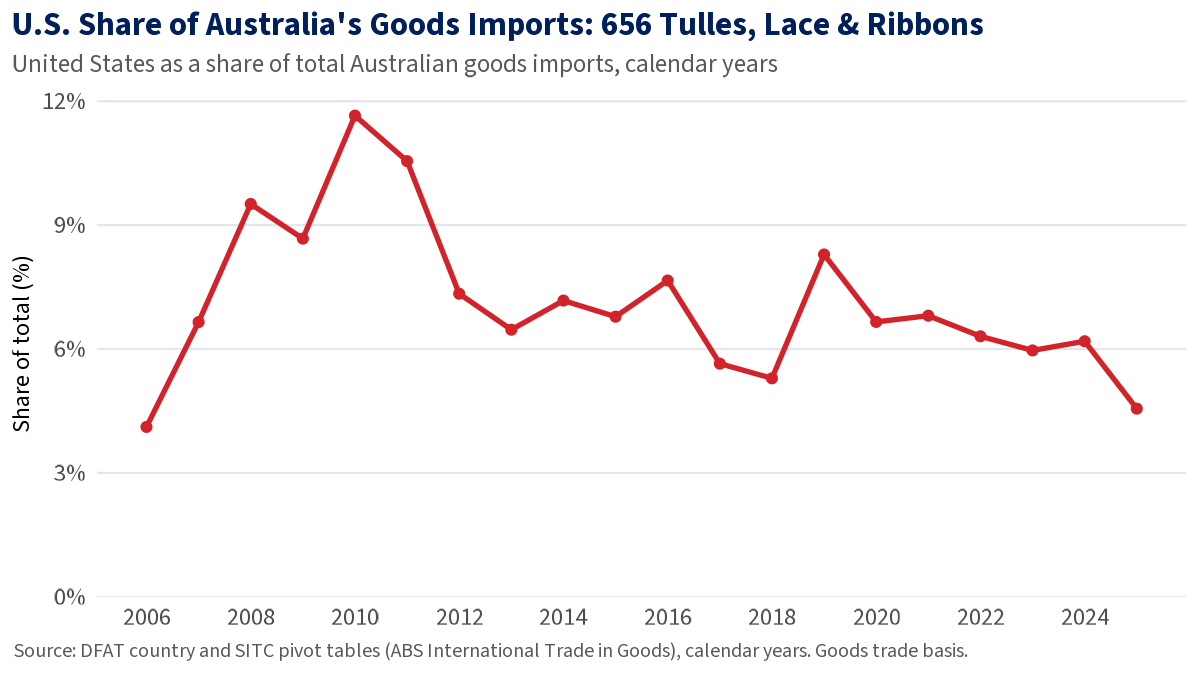 U.S. Share of Australia's Goods Imports: 656 Tulles, Lace & Ribbons
United States as a share of total Australian goods imports, calendar years
12%
9%
6%
3%
0%
Share of total (%)
2006 2008 2010 2012 2014 2016 2018 2020 2022 2024
Source: DFAT country and SITC pivot tables (ABS International Trade in Goods), calendar years. Goods trade basis.